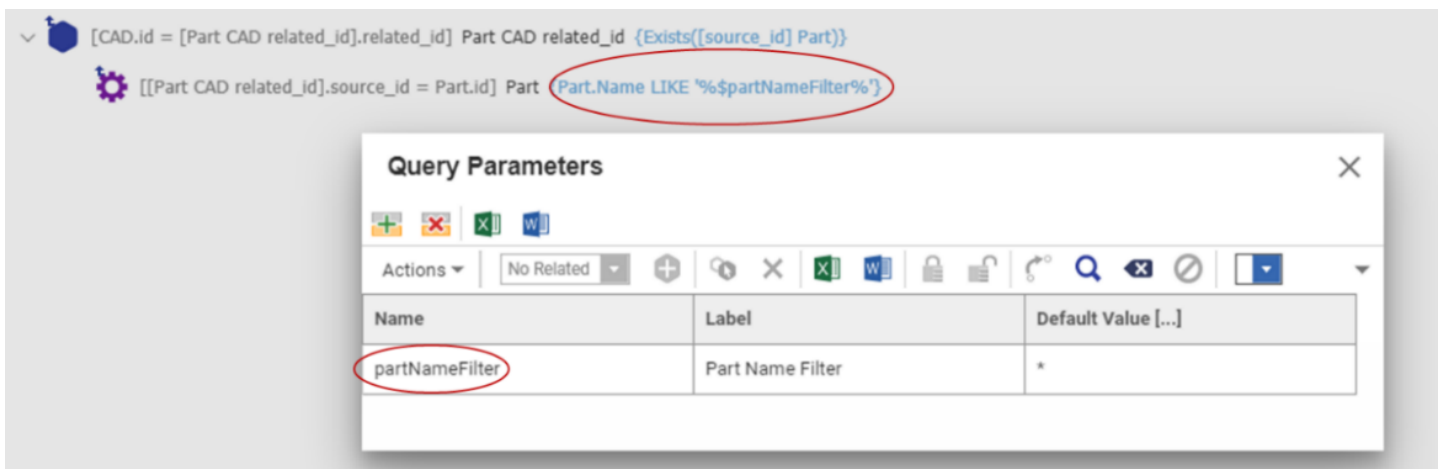 [CAD.id = [Part CAD related_id].related_id] Part CAD related_id {Exists([source_id] Part)}
[[Part CAD related_id].source_id = Part.id] Part {Part.Name LIKE '%$partNameFilter%'}
Query Parameters
Actions No Related
Name Label Default Value [...]
partNameFilter Part Name Filter *